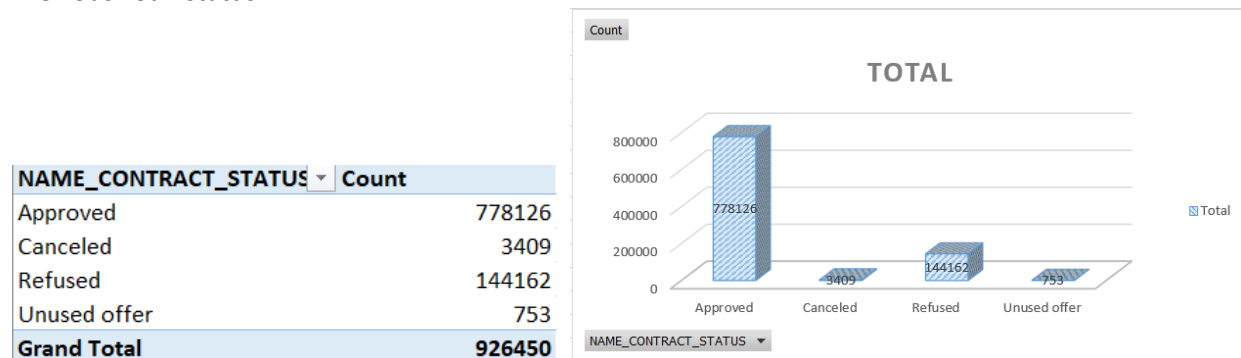 NAME_CONTRACT_STATUS Count
Approved 778126
Canceled 3409
Refused 144162
Unused offer 753
Grand Total 926450
Count
TOTAL
800000
600000
400000
200000
0
778126
3409
144162
753
Approved Canceled Refused Unused offer
Total
NAME_CONTRACT_STATUS